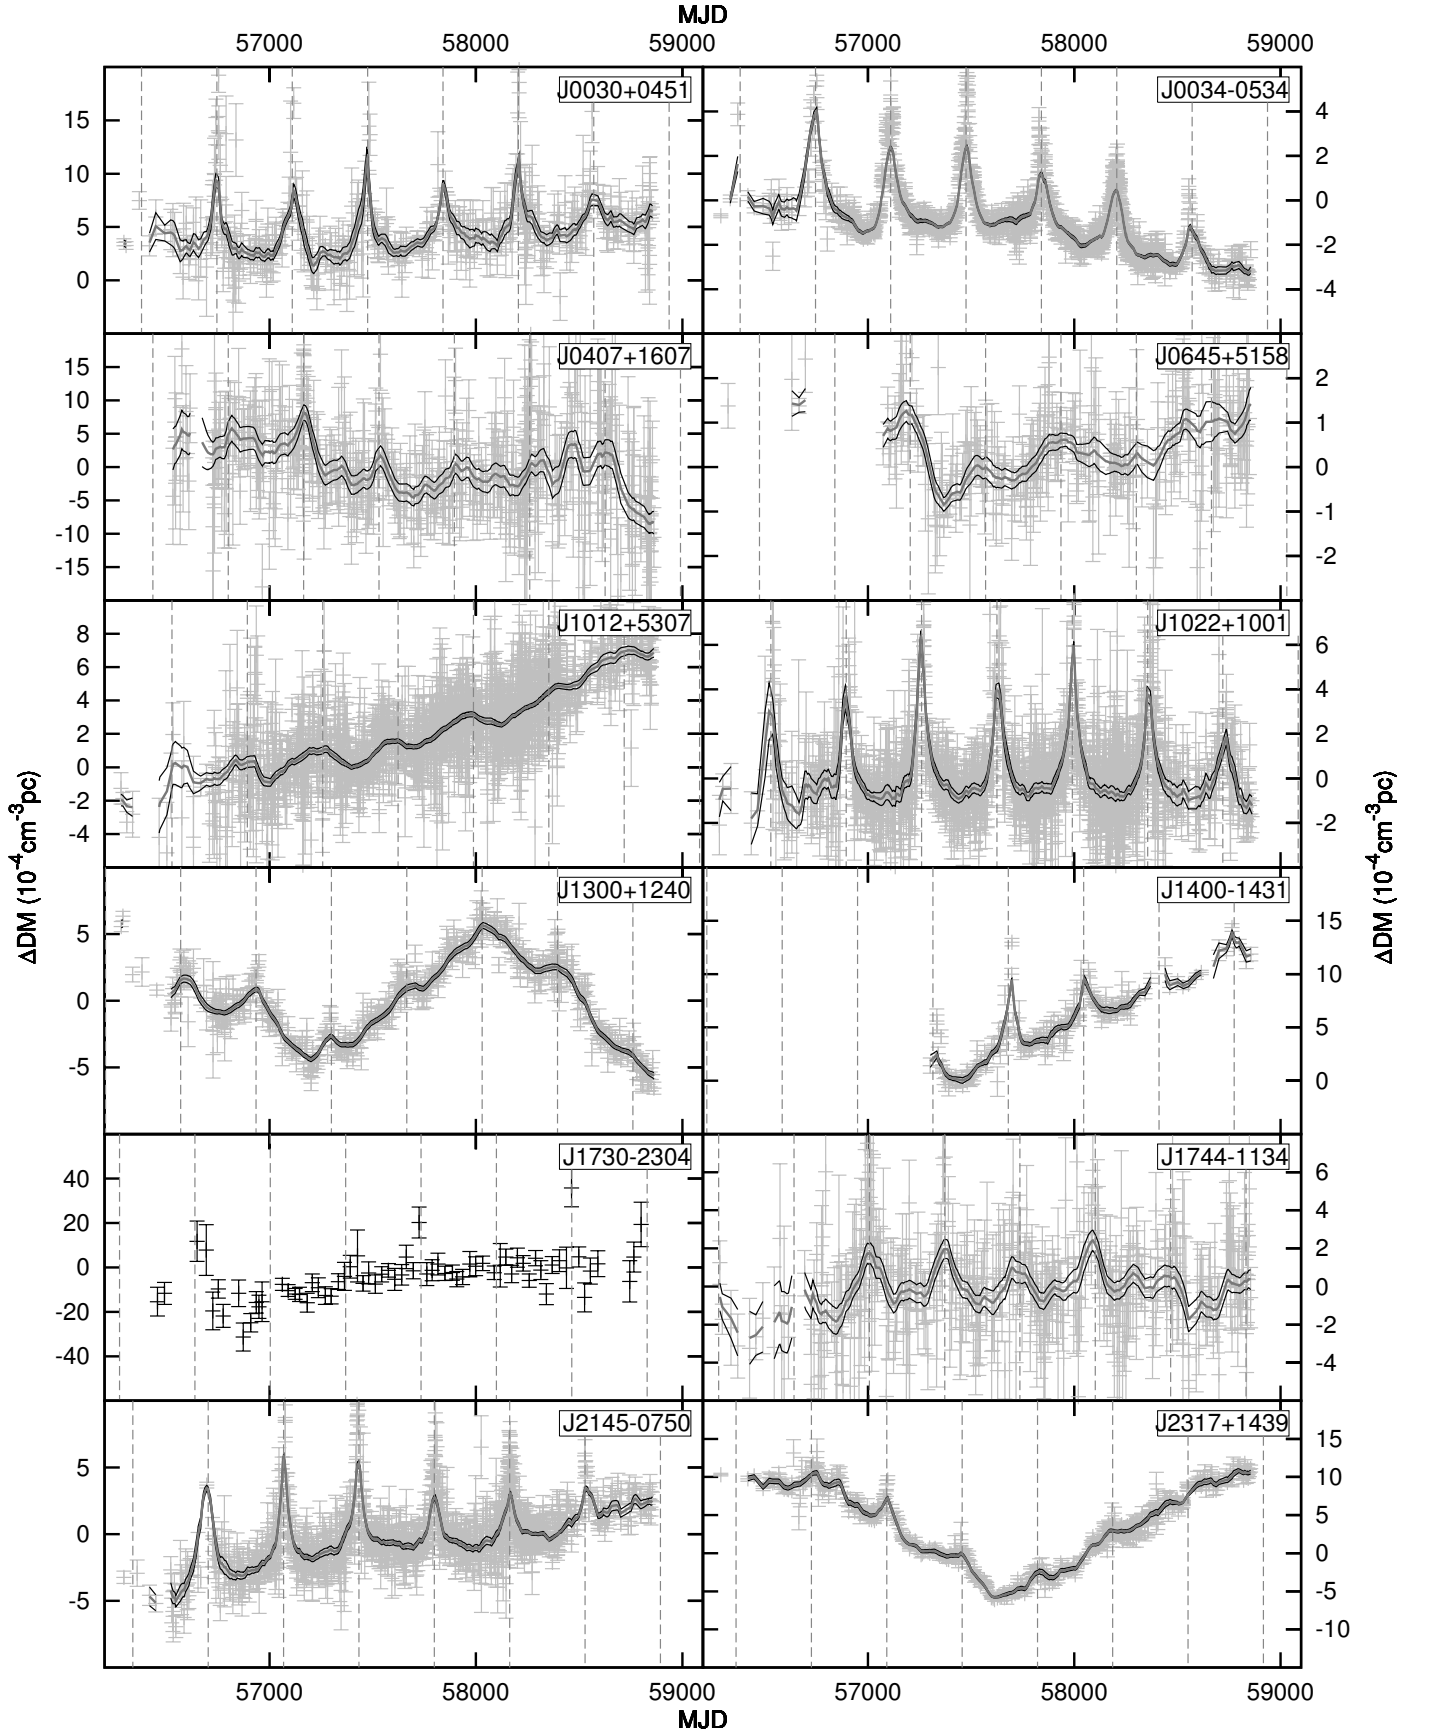 MJD
57000 58000 59000 57000 58000 59000
J0030+0451 J0034-0534
15 10 5 0
4 2 0 -2 -4
J0407+1607 J0645+5158
15 10 5 0 -5 -10 -15
2 1 0 -1 -2
J1012+5307 J1022+1001
8 6 4 2 0 -2 -4
6 4 2 0 -2
ΔDM (10-4cm-3pc) ΔDM (10-4cm-3pc)
J1300+1240 J1400-1431
5 0 -5
15 10 5 0
J1730-2304 J1744-1134
40 20 0 -20 -40
6 4 2 0 -2 -4
J2145-0750 J2317+1439
5 0 -5
15 10 5 0 -5 -10
57000 58000 59000 57000 58000 59000
MJD